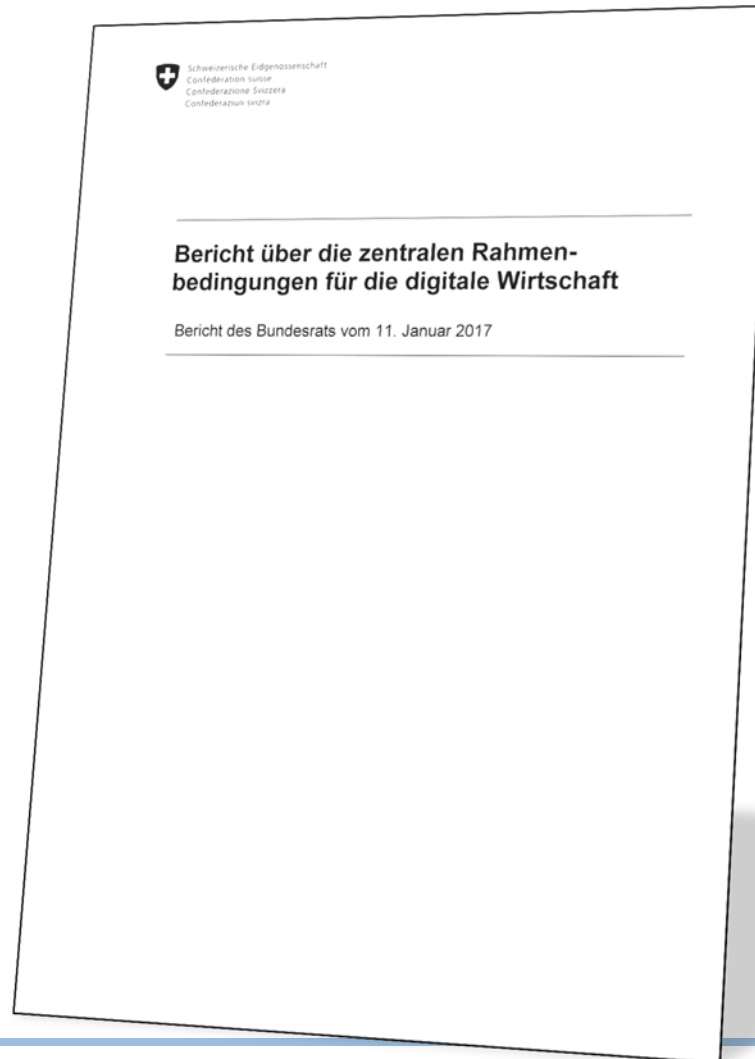 Schweizerische Eidgenossenschaft
Confédération suisse
Confederazione Svizzera
Confederaziun svizra
Bericht über die zentralen Rahmen-
bedingungen für die digitale Wirtschaft
Bericht des Bundesrats vom 11. Januar 2017